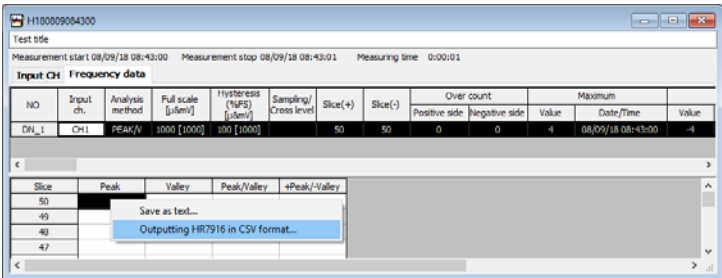 H180809084300
Test title
Measurement start 08/09/18 08:43:00 Measurement stop 08/09/18 08:43:01 Measuring time 0:00:01
Input CH Frequency data
NO Input ch. Analysis method Full scale [µ&mV] Hysteresis (%FS) [µ&mV] Sampling/ Cross level Slice(+) Slice(-) Over count Positive side Negative side Maximum Value Date/Time Value
DN_1 CH1 PEAK/V 1000 [1000] 100 [1000] 50 50 0 0 4 08/09/18 08:43:00 -4
Slice Peak Valley Peak/Valley +Peak/-Valley
50
49
48
47
Save as text...
Outputting HR7916 in CSV format...